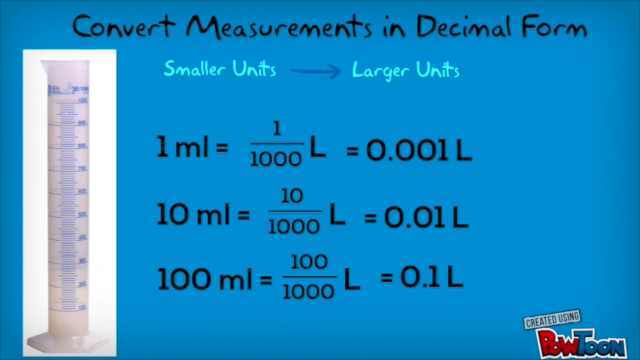 Convert Measurements in Decimal Form
Smaller Units → Larger Units
1 ml = 1/1000 L = 0.001 L
10 ml = 10/1000 L = 0.01 L
100 ml = 100/1000 L = 0.1 L
CREATED USING
POWTOON